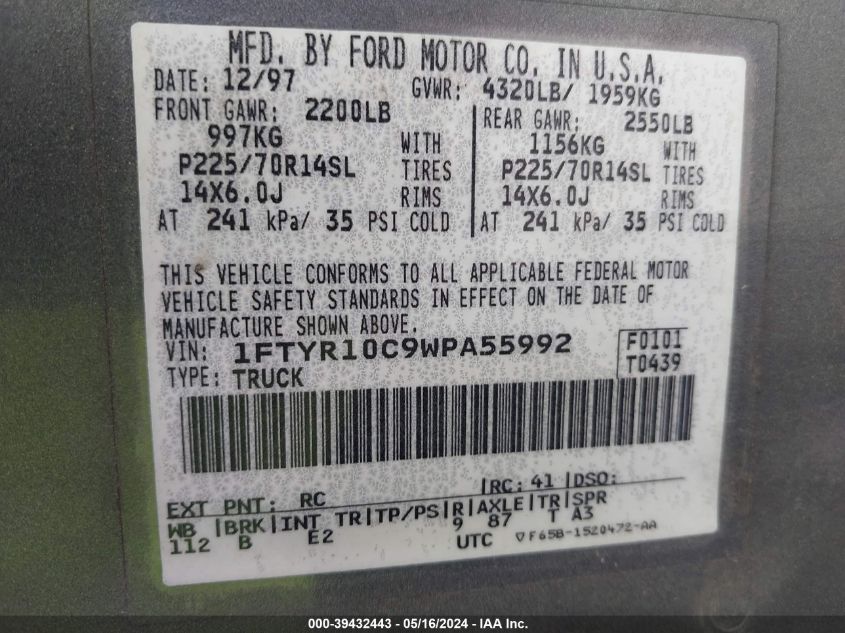 MFD. BY FORD MOTOR CO. IN U.S.A.
DATE: 12/97 GVWR: 4320LB/ 1959KG
FRONT GAWR: 2200LB
997KG WITH
P225/70R14SL TIRES
14X6.0J RIMS
AT 241 kPa/ 35 PSI COLD
REAR GAWR: 2550LB
1156KG WITH
P225/70R14SL TIRES
14X6.0J RIMS
AT 241 kPa/ 35 PSI COLD
THIS VEHICLE CONFORMS TO ALL APPLICABLE FEDERAL MOTOR
VEHICLE SAFETY STANDARDS IN EFFECT ON THE DATE OF
MANUFACTURE SHOWN ABOVE.
VIN: 1FTYR10C9WPA55992
F0101
T0439
TYPE: TRUCK
EXT PNT: RC RC: 41 DSO:
WB BRK INT TR TP/PS R AXLE TR SPR
112 B E2 9 87 T A3
UTC ▽F65B-1520472-AA
000-39432443 - 05/16/2024 - IAA Inc.